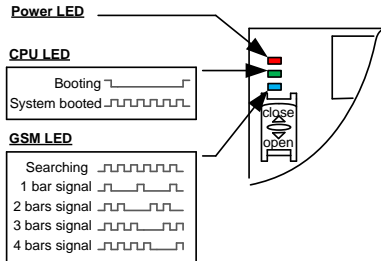 Power LED
CPU LED
Booting
System booted
GSM LED
Searching
1 bar signal
2 bars signal
3 bars signal
4 bars signal
close
open